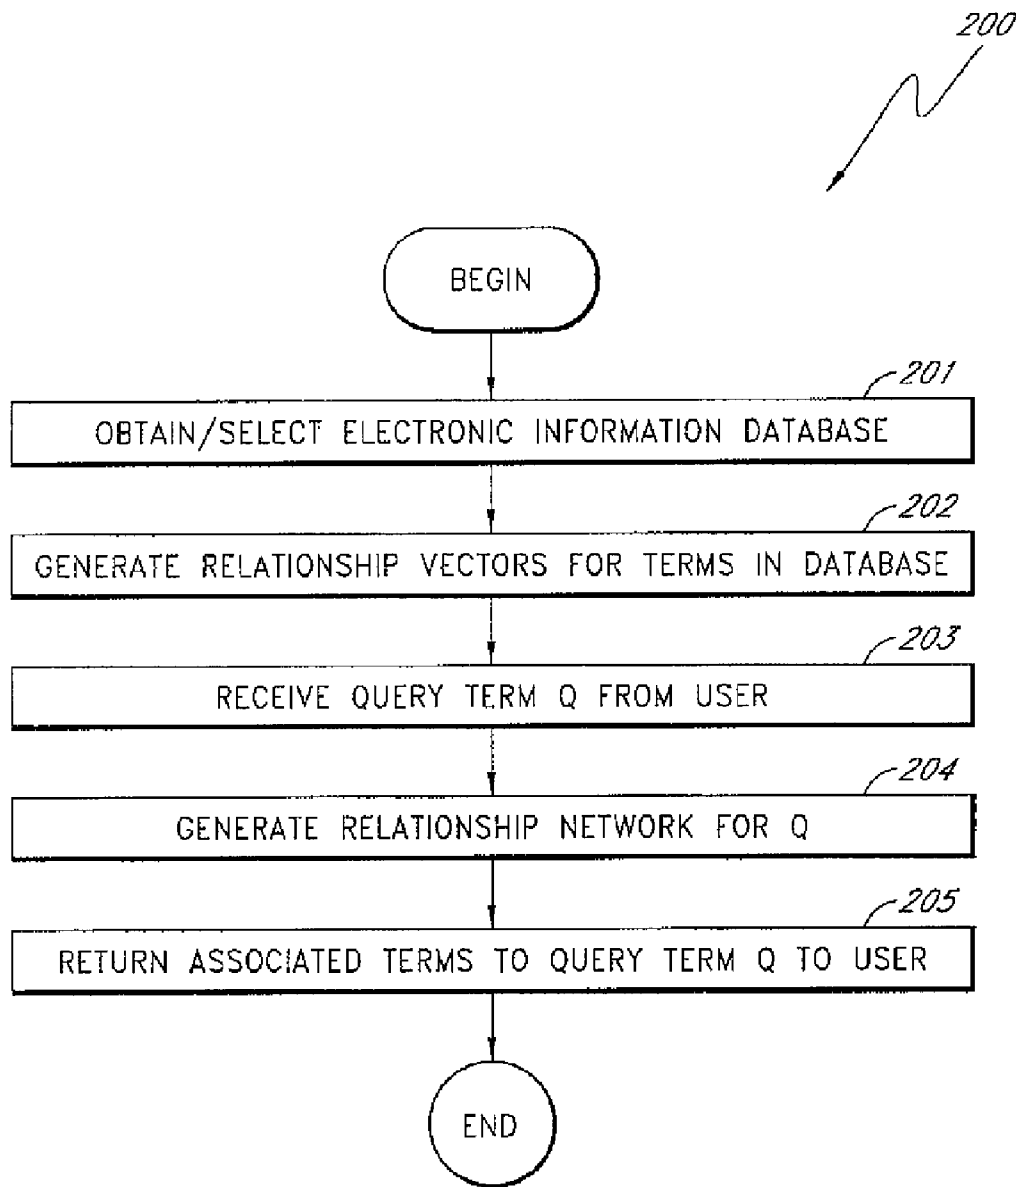 200
BEGIN
201
OBTAIN/SELECT ELECTRONIC INFORMATION DATABASE
202
GENERATE RELATIONSHIP VECTORS FOR TERMS IN DATABASE
203
RECEIVE QUERY TERM Q FROM USER
204
GENERATE RELATIONSHIP NETWORK FOR Q
205
RETURN ASSOCIATED TERMS TO QUERY TERM Q TO USER
END